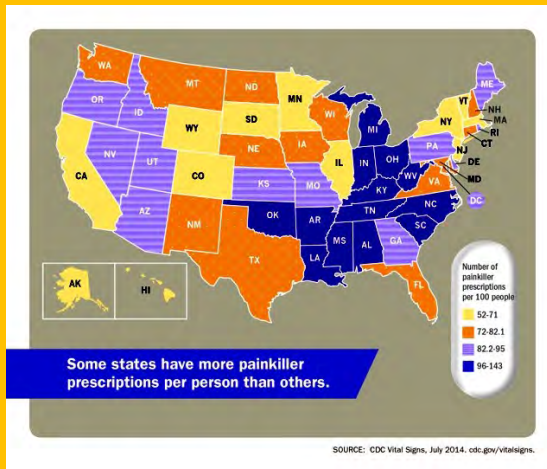 WA
MT
ND
MN
VT
ME
OR
ID
WY
SD
WI
MI
NY
NH
MA
RI
CT
NV
UT
CO
NE
IA
IL
IN
OH
PA
NJ
DE
MD
DC
CA
AZ
NM
KS
MO
KY
WV
VA
OK
AR
TN
NC
SC
TX
LA
MS
AL
GA
FL
AK
HI
Number of
painkiller
prescriptions
per 100 people
52-71
72-82.1
82.2-95
96-143
Some states have more painkiller
prescriptions per person than others.
SOURCE: CDC Vital Signs, July 2014. cdc.gov/vitalsigns.